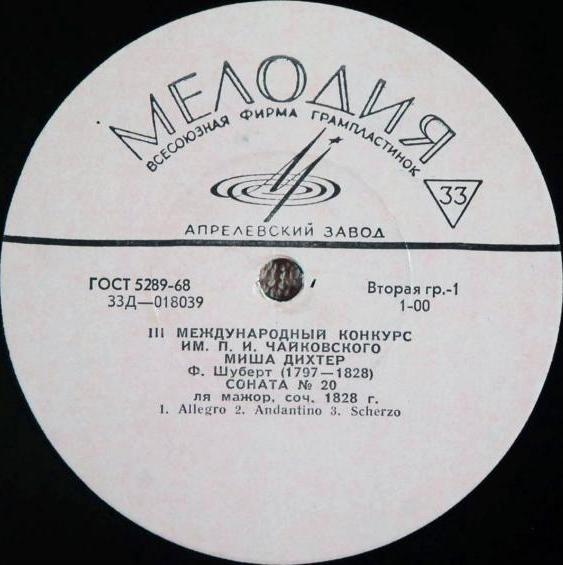 МЕЛОДИЯ
ВСЕСОЮЗНАЯ ФИРМА ГРАМПЛАСТИНОК
33
АПРЕЛЕВСКИЙ ЗАВОД
ГОСТ 5289-68
33Д—018039
Вторая гр.-1
1-00
III МЕЖДУНАРОДНЫЙ КОНКУРС
ИМ. П. И. ЧАЙКОВСКОГО
МИША ДИХТЕР
Ф. Шуберт (1797—1828)
СОНАТА № 20
ля мажор, соч. 1828 г.
1. Allegro 2. Andantino 3. Scherzo